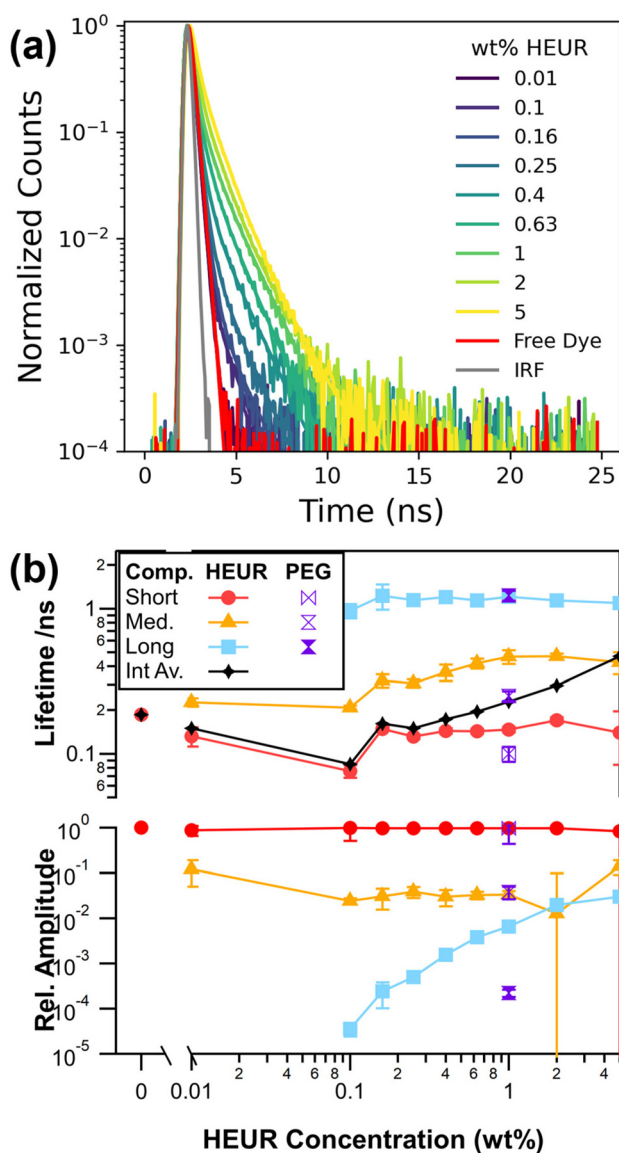 (a)
Normalized Counts
10⁰
10⁻¹
10⁻²
10⁻³
10⁻⁴
wt% HEUR
0.01
0.1
0.16
0.25
0.4
0.63
1
2
5
Free Dye
IRF
0 5 10 15 20 25
Time (ns)
(b)
Comp. HEUR PEG
Short
Med.
Long
Int Av.
Lifetime /ns
2
1
8
6
4
2
0.1
8
6
Rel. Amplitude
10⁰
10⁻¹
10⁻²
10⁻³
10⁻⁴
10⁻⁵
2 4 6 8 2 4 6 8 2 4
0 0.01 0.1 1
HEUR Concentration (wt%)